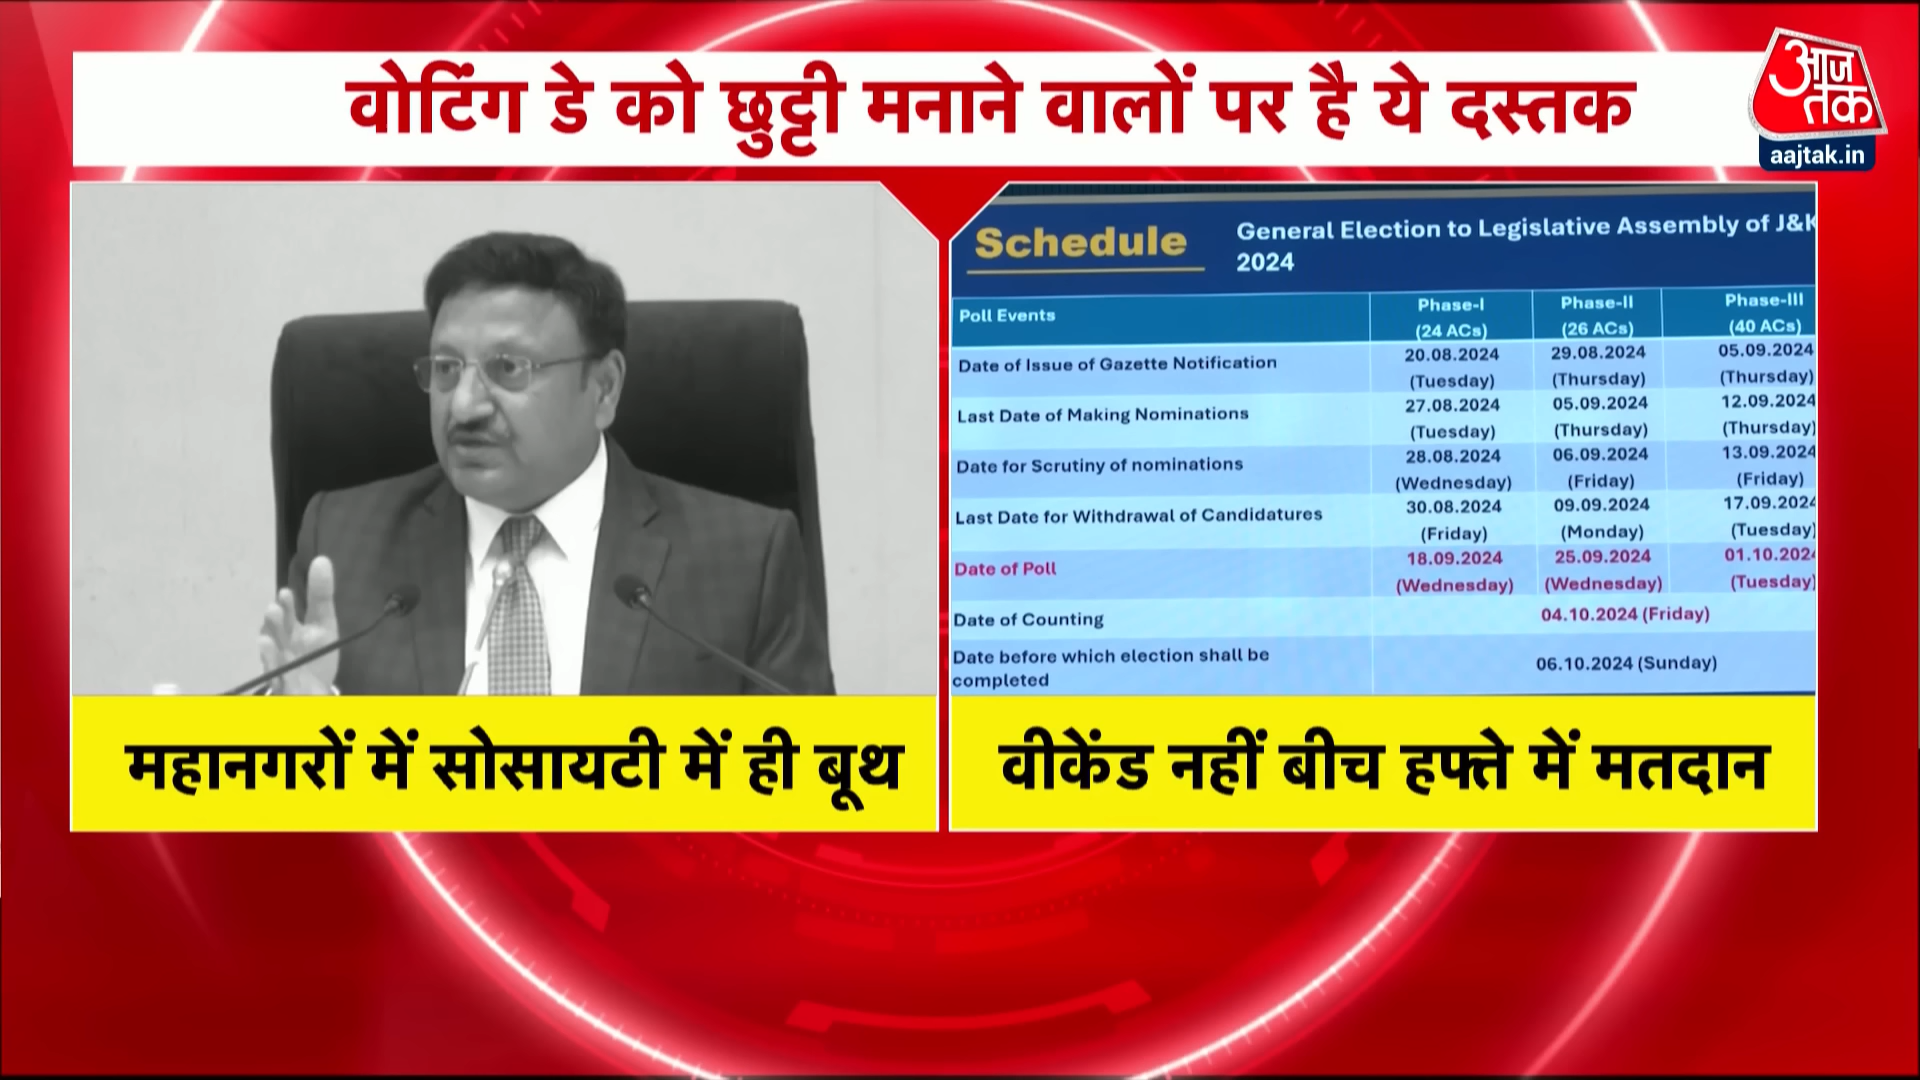 वोटिंग डे को छुट्टी मनाने वालों पर है ये दस्तक
आज
तक
aajtak.in
Schedule
General Election to Legislative Assembly of J&K
2024
Poll Events
Phase-I
(24 ACs)
Phase-II
(26 ACs)
Phase-III
(40 ACs)
Date of Issue of Gazette Notification
20.08.2024
(Tuesday)
29.08.2024
(Thursday)
05.09.2024
(Thursday)
Last Date of Making Nominations
27.08.2024
(Tuesday)
05.09.2024
(Thursday)
12.09.2024
(Thursday)
Date for Scrutiny of nominations
28.08.2024
(Wednesday)
06.09.2024
(Friday)
13.09.2024
(Friday)
Last Date for Withdrawal of Candidatures
30.08.2024
(Friday)
09.09.2024
(Monday)
17.09.2024
(Tuesday)
Date of Poll
18.09.2024
(Wednesday)
25.09.2024
(Wednesday)
01.10.2024
(Tuesday)
Date of Counting
04.10.2024 (Friday)
Date before which election shall be
completed
06.10.2024 (Sunday)
महानगरों में सोसायटी में ही बूथ
वीकेंड नहीं बीच हफ्ते में मतदान